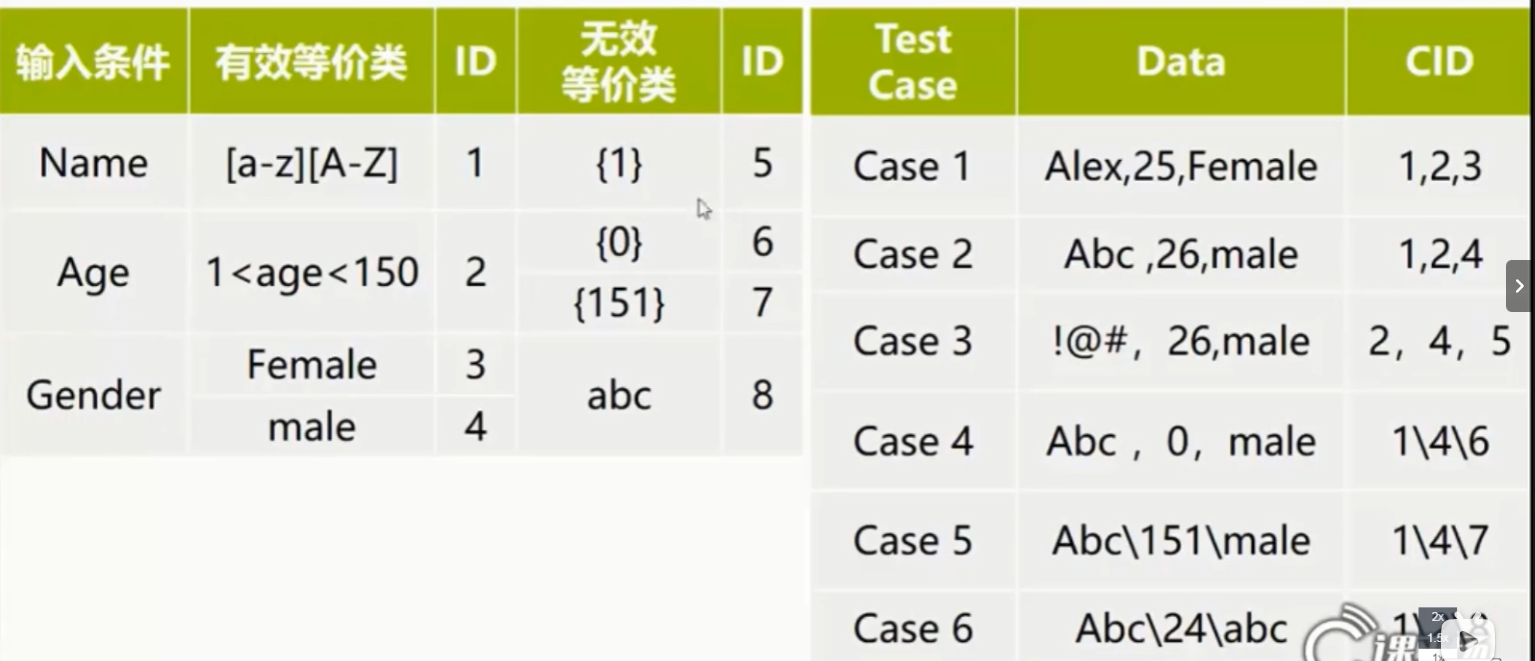 输入条件 有效等价类 ID 无效 ID
等价类
Name [a-z][A-Z] 1 {1} 5
Age 1<age<150 2 {0} 6
{151} 7
Gender Female 3 abc 8
male 4
Test Data CID
Case
Case 1 Alex,25,Female 1,2,3
Case 2 Abc ,26,male 1,2,4
Case 3 !@#，26,male 2，4，5
Case 4 Abc ，0，male 1\4\6
Case 5 Abc\151\male 1\4\7
Case 6 Abc\24\abc
2x
1.5x